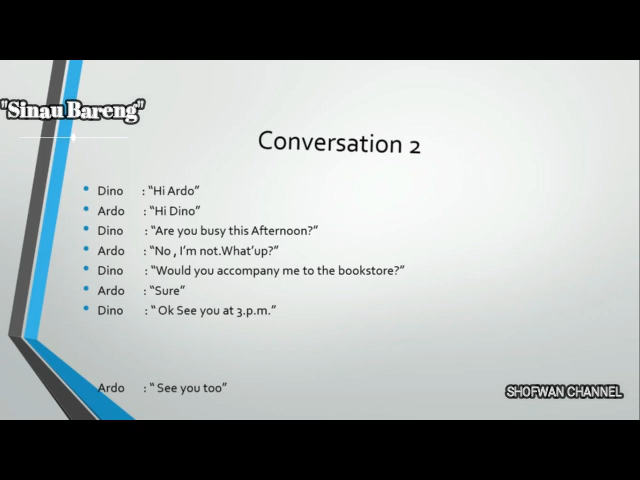 "Sinau Bareng"
Conversation 2
• Dino : “Hi Ardo”
• Ardo : “Hi Dino”
• Dino : “Are you busy this Afternoon?”
• Ardo : “No , I’m not.What’up?”
• Dino : “Would you accompany me to the bookstore?”
• Ardo : “Sure”
• Dino : “ Ok See you at 3.p.m.”
Ardo : “ See you too”
SHOFWAN CHANNEL